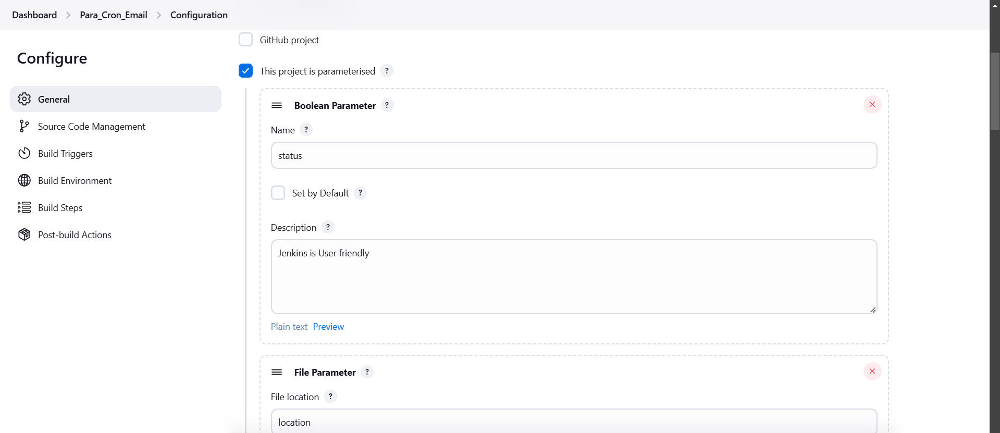 Dashboard > Para_Cron_Email > Configuration
Configure
General
Source Code Management
Build Triggers
Build Environment
Build Steps
Post-build Actions
GitHub project
This project is parameterised ?
Boolean Parameter ?
Name ?
status
Set by Default ?
Description ?
Jenkins is User friendly
Plain text Preview
File Parameter ?
File location ?
location